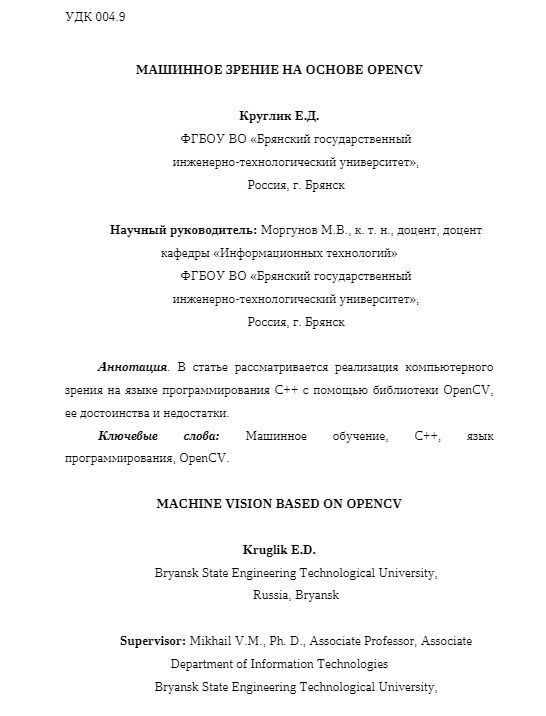 УДК 004.9
МАШИННОЕ ЗРЕНИЕ НА ОСНОВЕ OPENCV
Круглик Е.Д.
ФГБОУ ВО «Брянский государственный
инженерно-технологический университет»,
Россия, г. Брянск
Научный руководитель: Моргунов М.В., к. т. н., доцент, доцент
кафедры «Информационных технологий»
ФГБОУ ВО «Брянский государственный
инженерно-технологический университет»,
Россия, г. Брянск
Аннотация. В статье рассматривается реализация компьютерного
зрения на языке программирования C++ с помощью библиотеки OpenCV,
ее достоинства и недостатки.
Ключевые слова: Машинное обучение, C++, язык
программирования, OpenCV.
MACHINE VISION BASED ON OPENCV
Kruglik E.D.
Bryansk State Engineering Technological University,
Russia, Bryansk
Supervisor: Mikhail V.M., Ph. D., Associate Professor, Associate
Department of Information Technologies
Bryansk State Engineering Technological University,